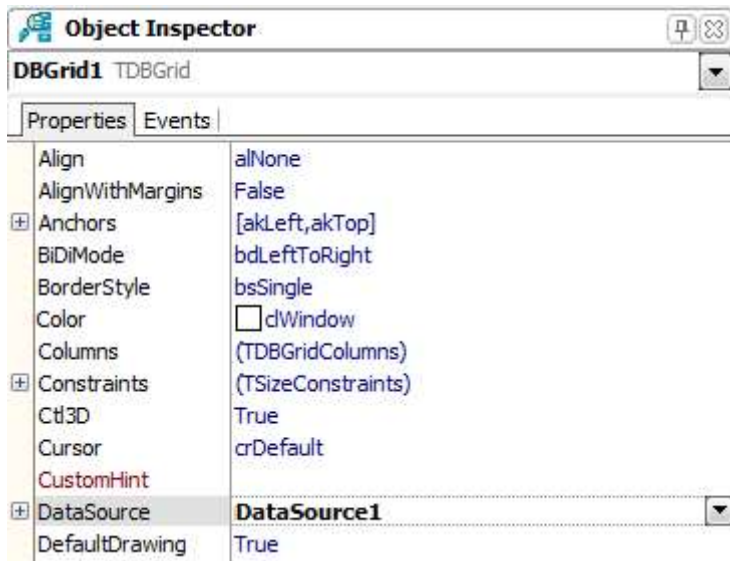 Object Inspector
DBGrid1 TDBGrid
Properties Events
Align alNone
AlignWithMargins False
Anchors [akLeft,akTop]
BiDiMode bdLeftToRight
BorderStyle bsSingle
Color clWindow
Columns (TDBGridColumns)
Constraints (TSizeConstraints)
Ctl3D True
Cursor crDefault
CustomHint
DataSource DataSource1
DefaultDrawing True